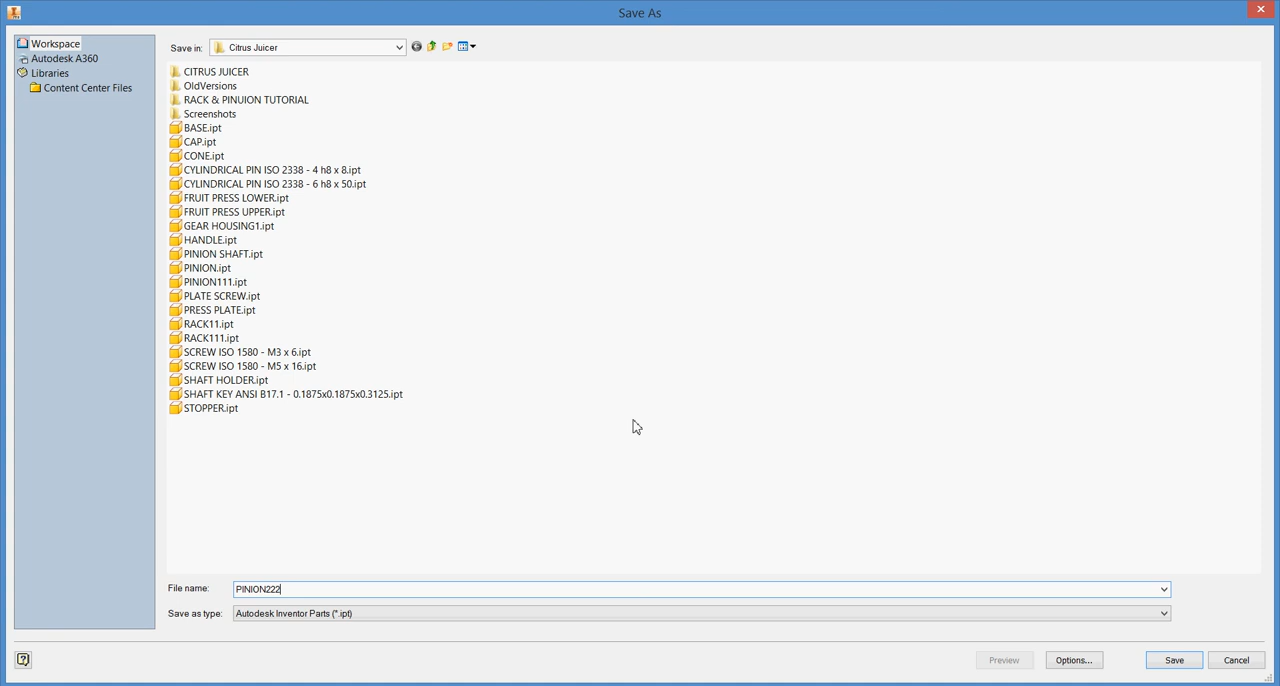 Save As
Workspace
Autodesk A360
Libraries
Content Center Files
Save in: Citrus Juicer
CITRUS JUICER
OldVersions
RACK & PINUION TUTORIAL
Screenshots
BASE.ipt
CAP.ipt
CONE.ipt
CYLINDRICAL PIN ISO 2338 - 4 h8 x 8.ipt
CYLINDRICAL PIN ISO 2338 - 6 h8 x 50.ipt
FRUIT PRESS LOWER.ipt
FRUIT PRESS UPPER.ipt
GEAR HOUSING1.ipt
HANDLE.ipt
PINION SHAFT.ipt
PINION.ipt
PINION111.ipt
PLATE SCREW.ipt
PRESS PLATE.ipt
RACK11.ipt
RACK111.ipt
SCREW ISO 1580 - M3 x 6.ipt
SCREW ISO 1580 - M5 x 16.ipt
SHAFT HOLDER.ipt
SHAFT KEY ANSI B17.1 - 0.1875x0.1875x0.3125.ipt
STOPPER.ipt
File name: PINION222
Save as type: Autodesk Inventor Parts (*.ipt)
Preview Options... Save Cancel